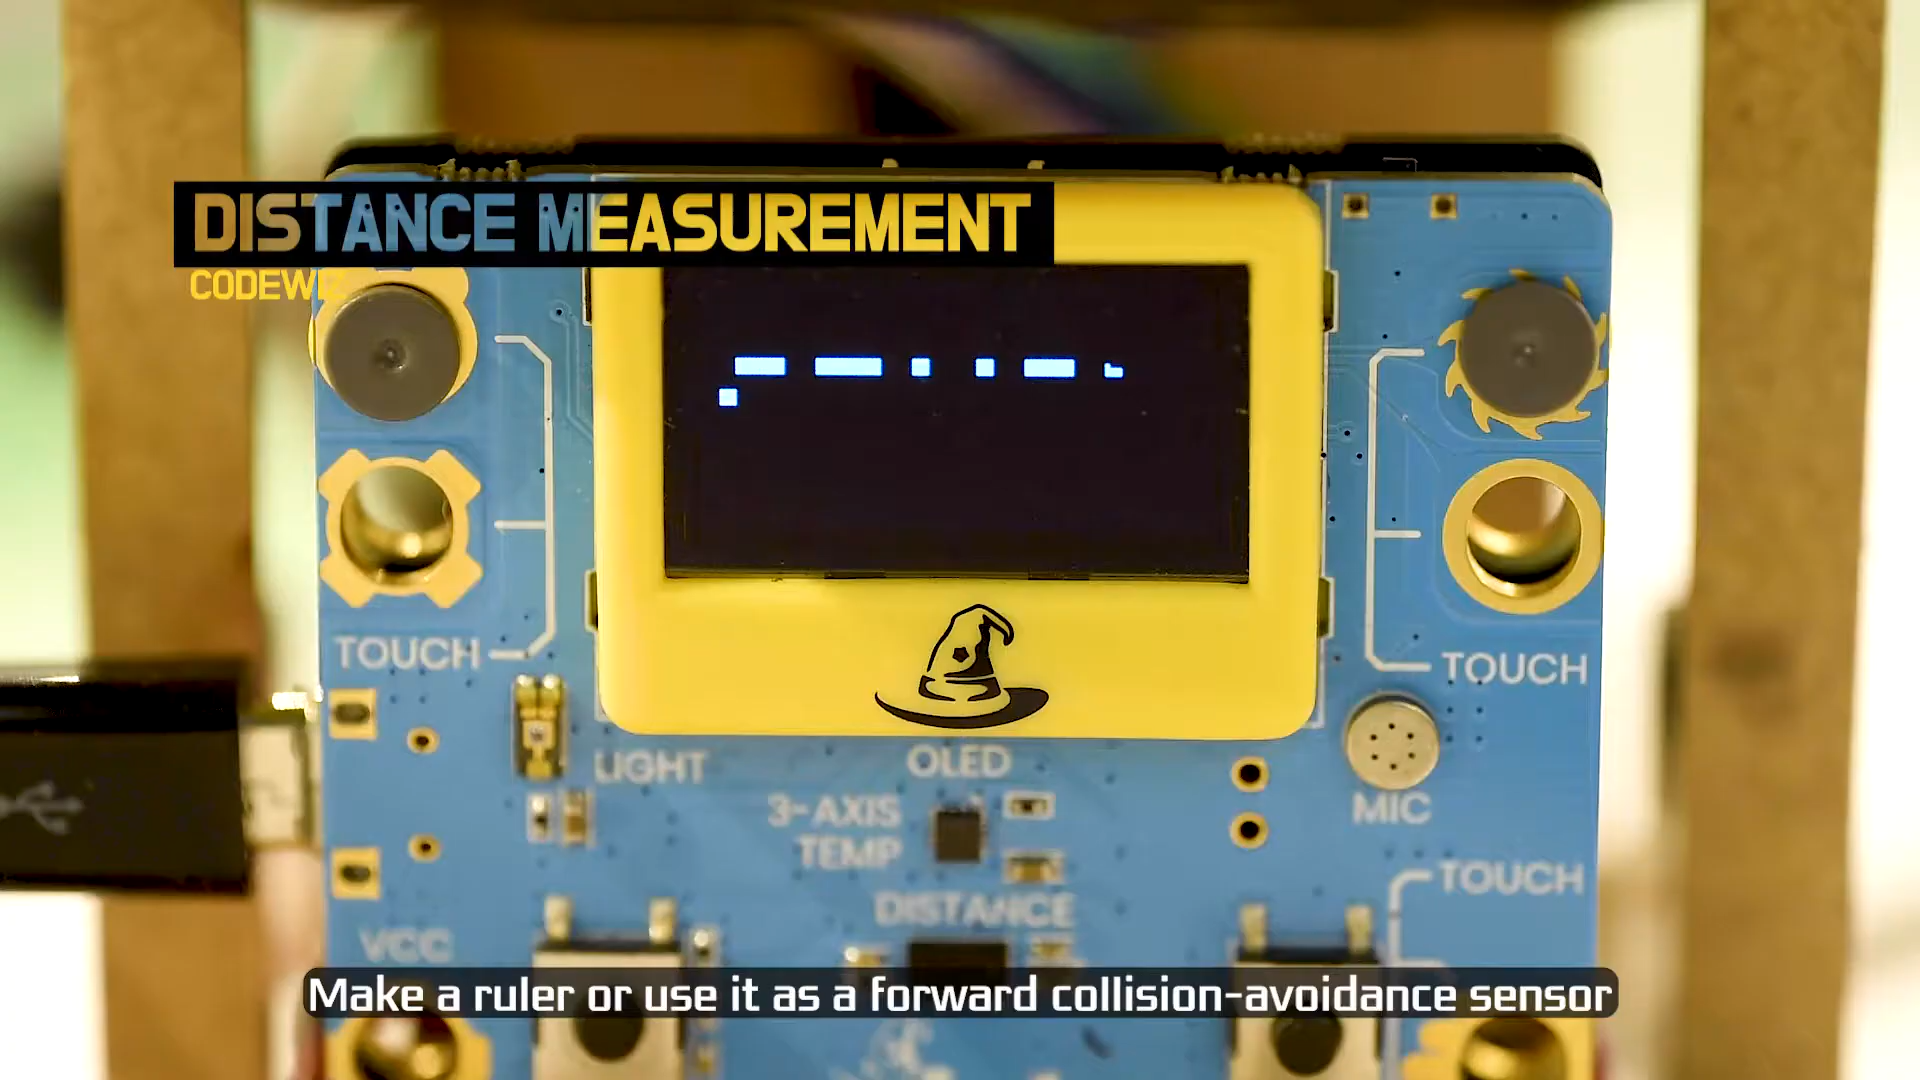 DISTANCE MEASUREMENT
CODEWIZ
TOUCH
TOUCH
LIGHT
OLED
MIC
3-AXIS
TEMP
TOUCH
DISTANCE
VCC
Make a ruler or use it as a forward collision-avoidance sensor